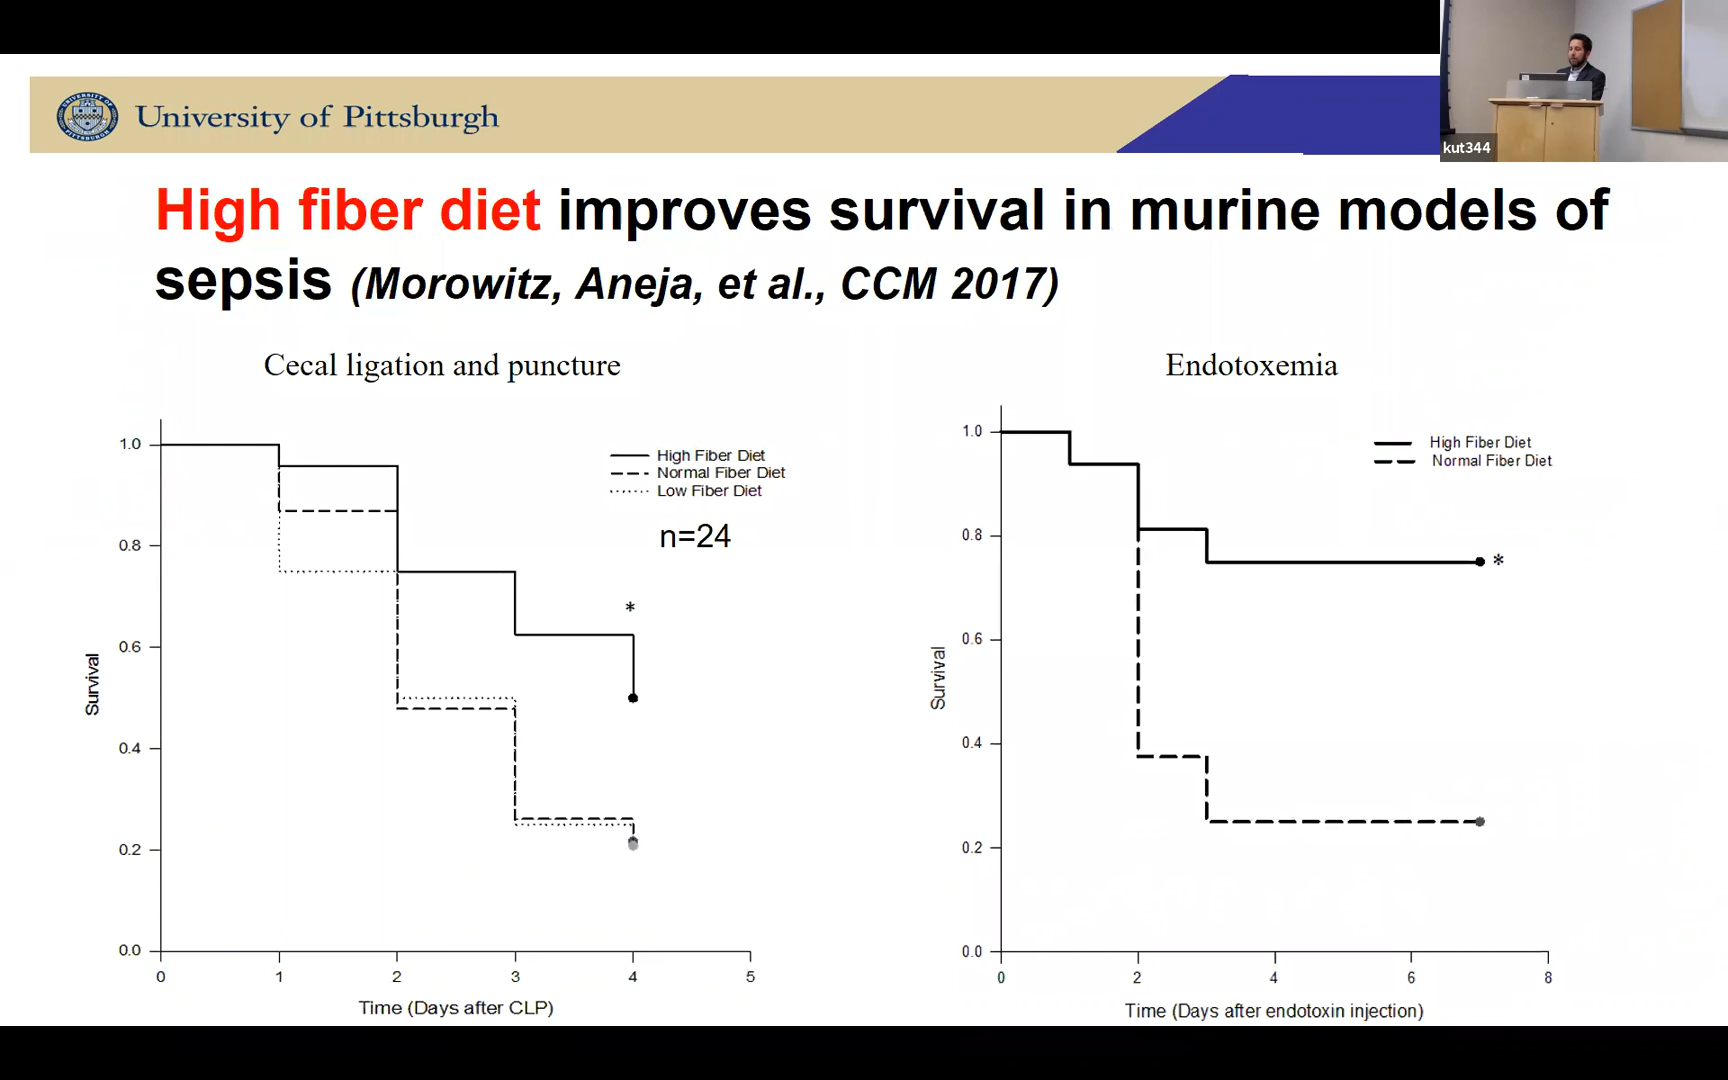 University of Pittsburgh
kut344
High fiber diet improves survival in murine models of
sepsis (Morowitz, Aneja, et al., CCM 2017)
Cecal ligation and puncture
1.0
0.8
0.6
0.4
0.2
0.0
Survival
High Fiber Diet
Normal Fiber Diet
Low Fiber Diet
n=24
*
0 1 2 3 4 5
Time (Days after CLP)
Endotoxemia
1.0
0.8
0.6
0.4
0.2
0.0
Survival
High Fiber Diet
Normal Fiber Diet
*
0 2 4 6 8
Time (Days after endotoxin injection)